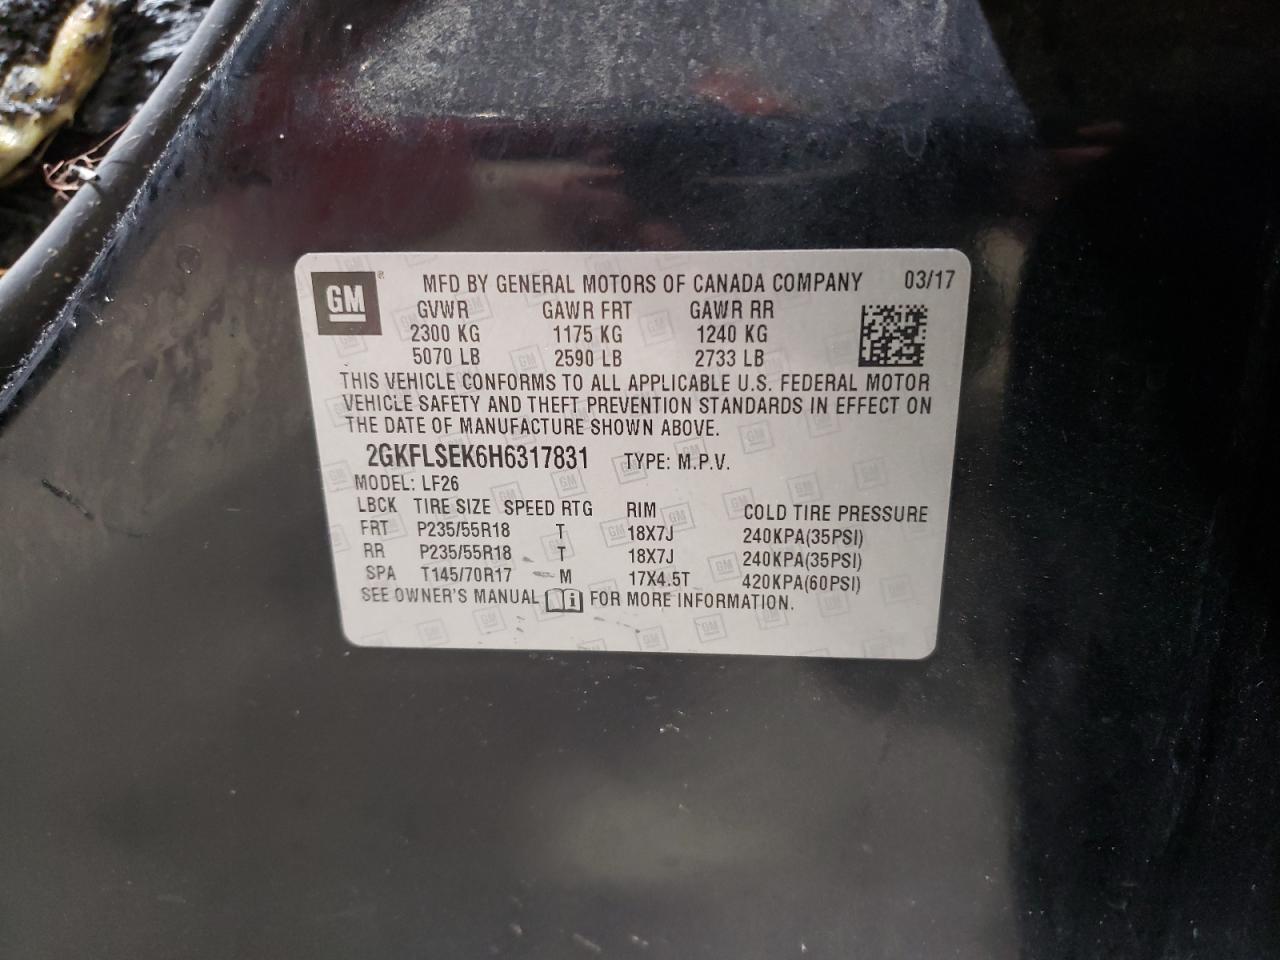 GM ® MFD BY GENERAL MOTORS OF CANADA COMPANY 03/17
GVWR GAWR FRT GAWR RR
2300 KG 1175 KG 1240 KG
5070 LB 2590 LB 2733 LB
THIS VEHICLE CONFORMS TO ALL APPLICABLE U.S. FEDERAL MOTOR
VEHICLE SAFETY AND THEFT PREVENTION STANDARDS IN EFFECT ON
THE DATE OF MANUFACTURE SHOWN ABOVE.
2GKFLSEK6H6317831 TYPE: M.P.V.
MODEL: LF26
LBCK TIRE SIZE SPEED RTG RIM COLD TIRE PRESSURE
FRT P235/55R18 T 18X7J 240KPA(35PSI)
RR P235/55R18 T 18X7J 240KPA(35PSI)
SPA T145/70R17 M 17X4.5T 420KPA(60PSI)
SEE OWNER'S MANUAL i FOR MORE INFORMATION.